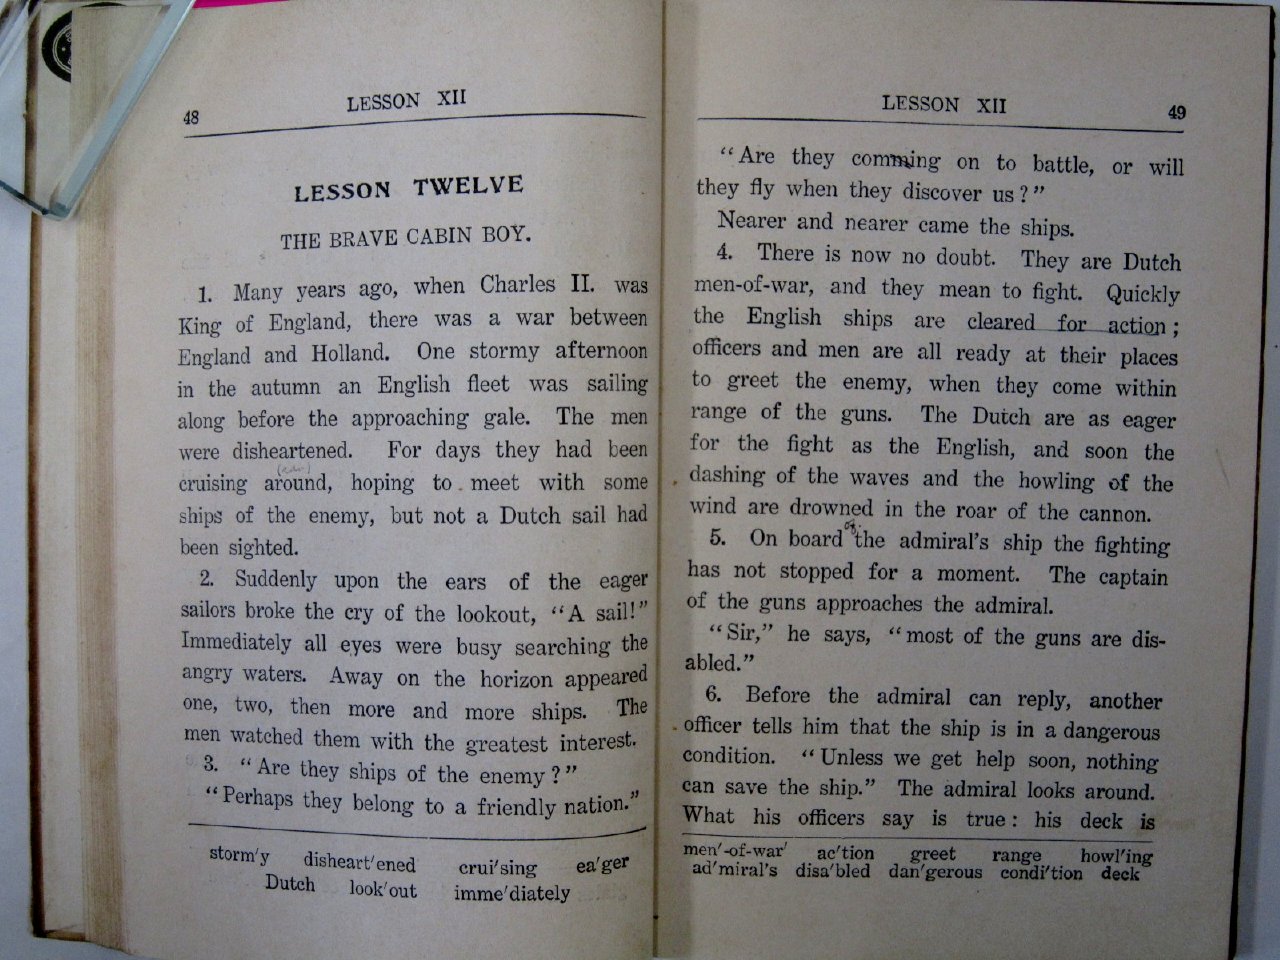 48
LESSON XII
LESSON TWELVE
THE BRAVE CABIN BOY.
1. Many years ago, when Charles II. was
King of England, there was a war between
England and Holland. One stormy afternoon
in the autumn an English fleet was sailing
along before the approaching gale. The men
were disheartened. For days they had been
cruising around, hoping to meet with some
ships of the enemy, but not a Dutch sail had
been sighted.
2. Suddenly upon the ears of the eager
sailors broke the cry of the lookout, "A sail!"
Immediately all eyes were busy searching the
angry waters. Away on the horizon appeared
one, two, then more and more ships. The
men watched them with the greatest interest.
3. "Are they ships of the enemy?"
"Perhaps they belong to a friendly nation."
storm'y disheart'ened crui'sing ea'ger
Dutch look'out imme'diately
LESSON XII
49
"Are they comming on to battle, or will
they fly when they discover us?"
Nearer and nearer came the ships.
4. There is now no doubt. They are Dutch
men-of-war, and they mean to fight. Quickly
the English ships are cleared for action;
officers and men are all ready at their places
to greet the enemy, when they come within
range of the guns. The Dutch are as eager
for the fight as the English, and soon the
dashing of the waves and the howling of the
wind are drowned in the roar of the cannon.
5. On board of the admiral's ship the fighting
has not stopped for a moment. The captain
of the guns approaches the admiral.
"Sir," he says, "most of the guns are dis-
abled."
6. Before the admiral can reply, another
officer tells him that the ship is in a dangerous
condition. "Unless we get help soon, nothing
can save the ship." The admiral looks around.
What his officers say is true: his deck is
men'-of-war' ac'tion greet range howl'ing
ad'miral's disa'bled dan'gerous condi'tion deck